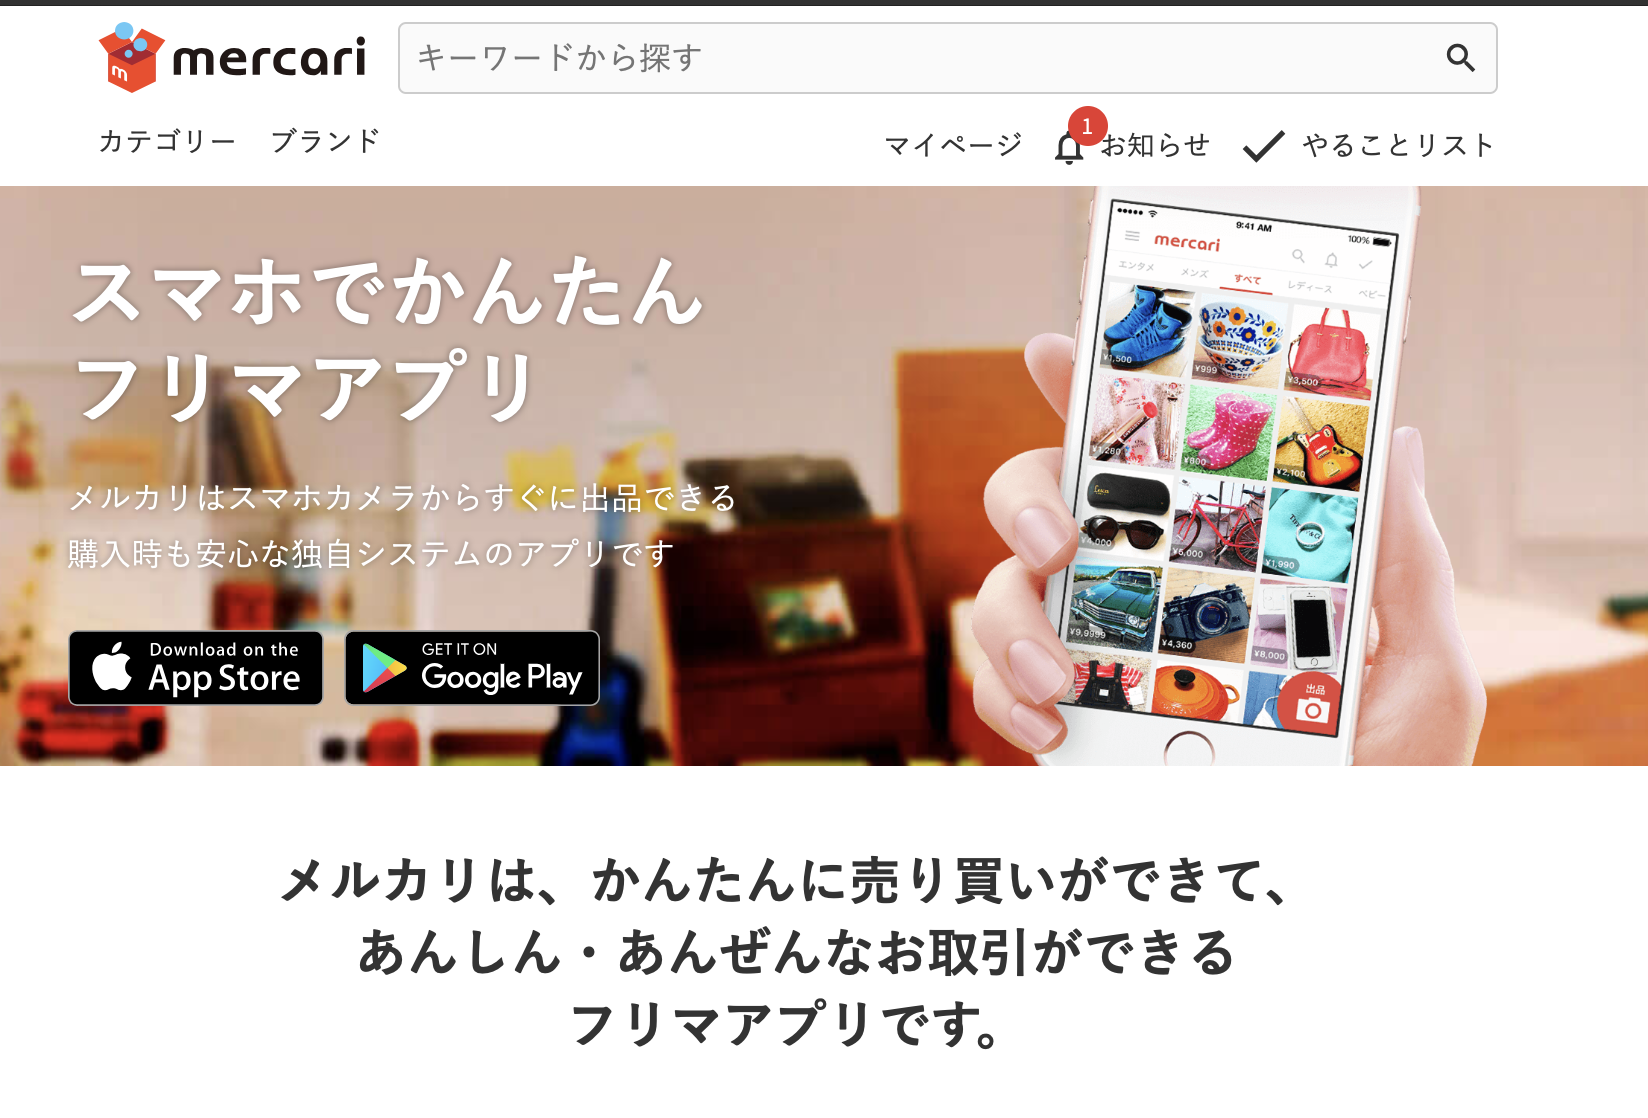 mercari
キーワードから探す
カテゴリー ブランド
マイページ 1 お知らせ やることリスト
スマホでかんたん
フリマアプリ
メルカリはスマホカメラからすぐに出品できる
購入時も安心な独自システムのアプリです
Download on the
App Store
GET IT ON
Google Play
9:41 AM 100%
mercari
エンタメ メンズ すべて レディース ベビー
¥1,500 ¥999 ¥3,500
¥1,280 ¥800 ¥2,100
¥4,000 ¥6,000 ¥1,990
¥9,9999 ¥4,360 ¥8,000
出品
メルカリは、かんたんに売り買いができて、
あんしん・あんぜんなお取引ができる
フリマアプリです。